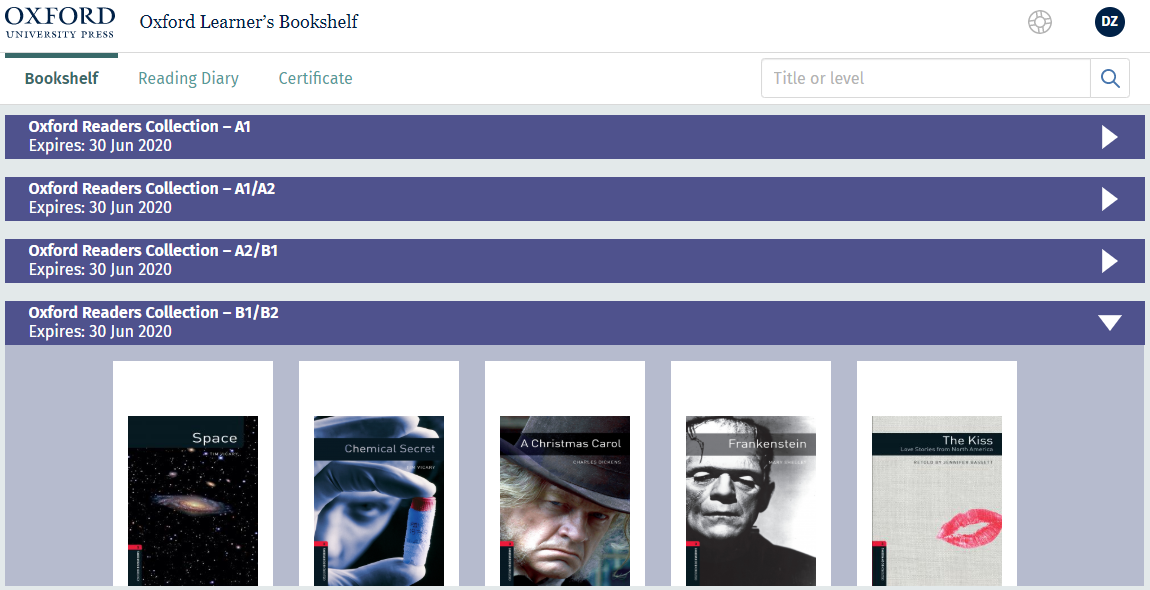 OXFORD
UNIVERSITY PRESS
Oxford Learner's Bookshelf
DZ
Bookshelf
Reading Diary
Certificate
Title or level
Oxford Readers Collection – A1
Expires: 30 Jun 2020
Oxford Readers Collection – A1/A2
Expires: 30 Jun 2020
Oxford Readers Collection – A2/B1
Expires: 30 Jun 2020
Oxford Readers Collection – B1/B2
Expires: 30 Jun 2020
Space
TIM VICARY
Chemical Secret
TIM VICARY
A Christmas Carol
CHARLES DICKENS
Frankenstein
MARY SHELLEY
The Kiss
Love Stories from North America
RETOLD BY JENNIFER BASSETT